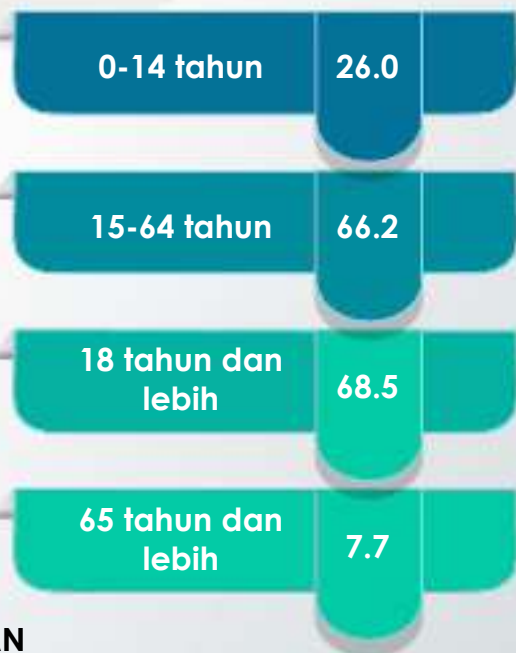 0-14 tahun 26.0
15-64 tahun 66.2
18 tahun dan
lebih 68.5
65 tahun dan
lebih 7.7